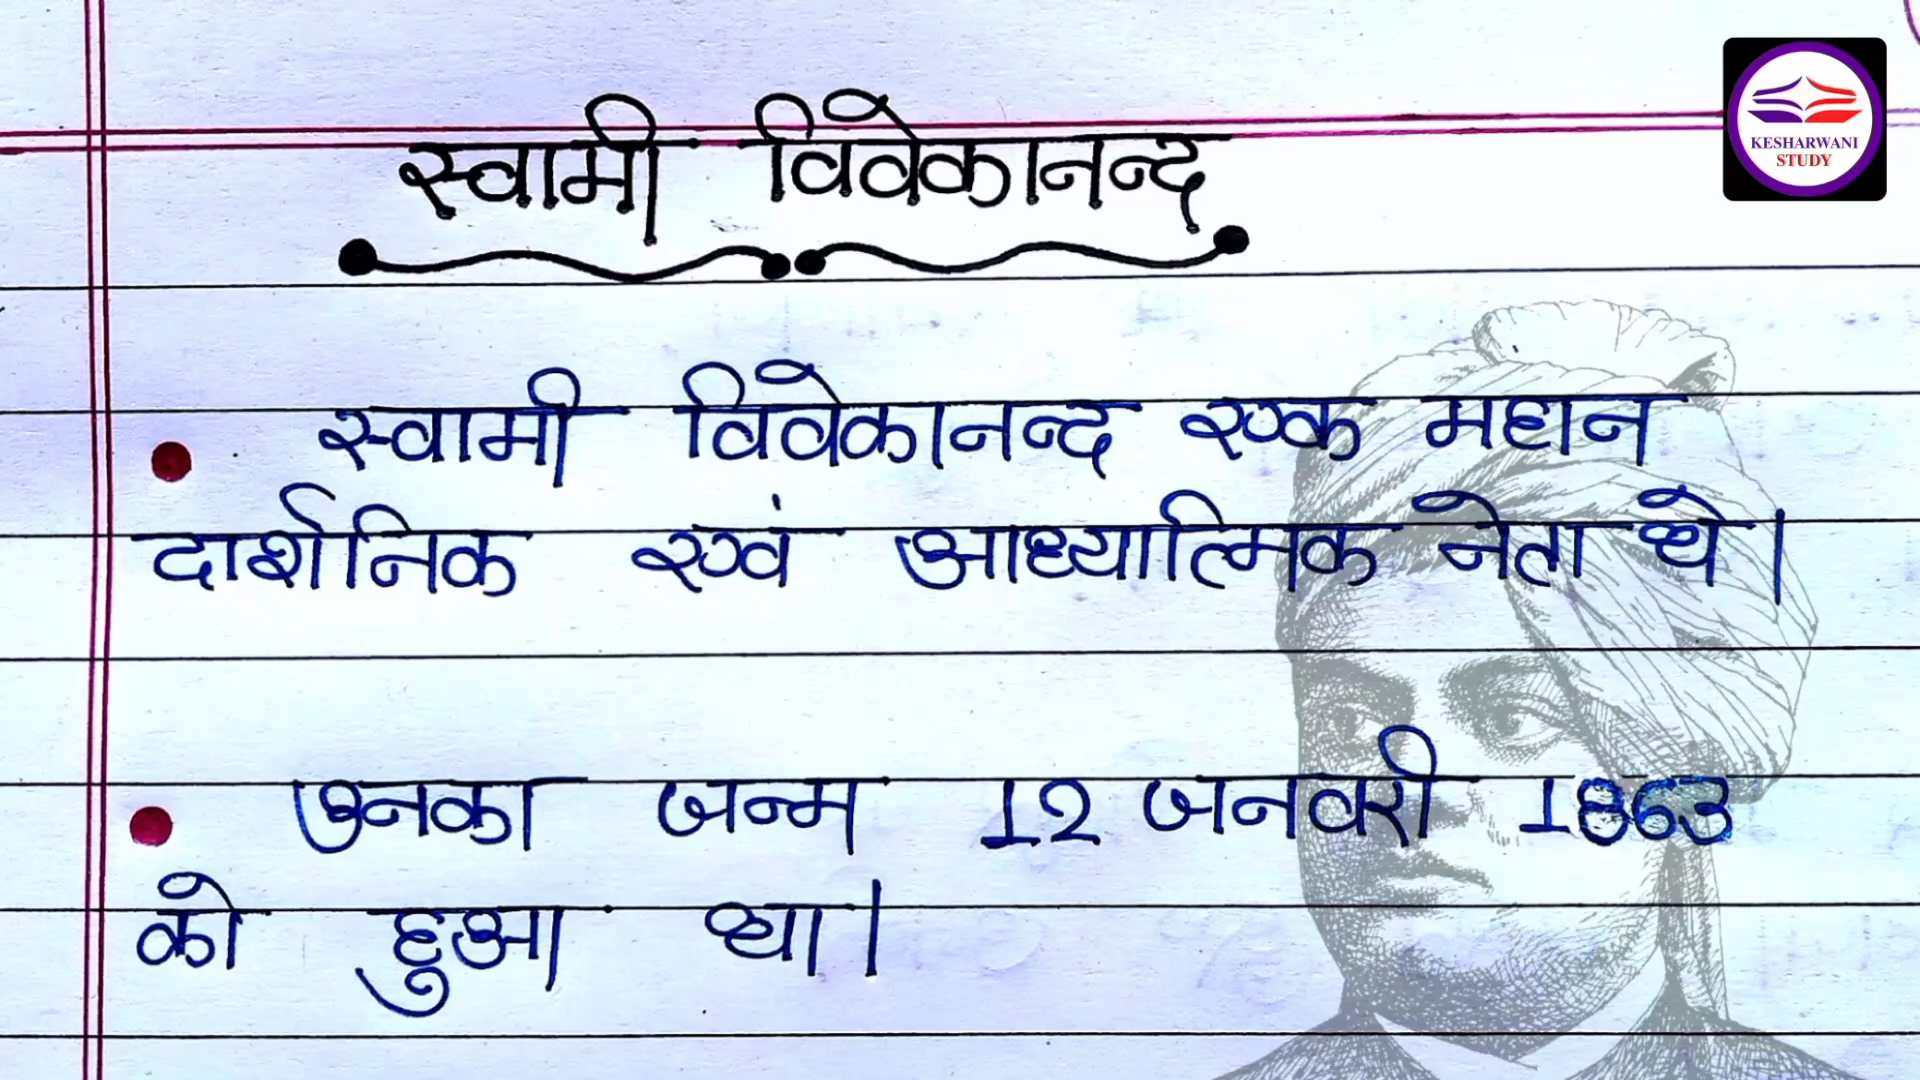 KESHARWANI
STUDY
स्वामी विवेकानन्द
स्वामी विवेकानन्द एक महान
दार्शनिक एवं आध्यात्मिक नेता थे।
उनका जन्म 12 जनवरी 1863
को हुआ था।